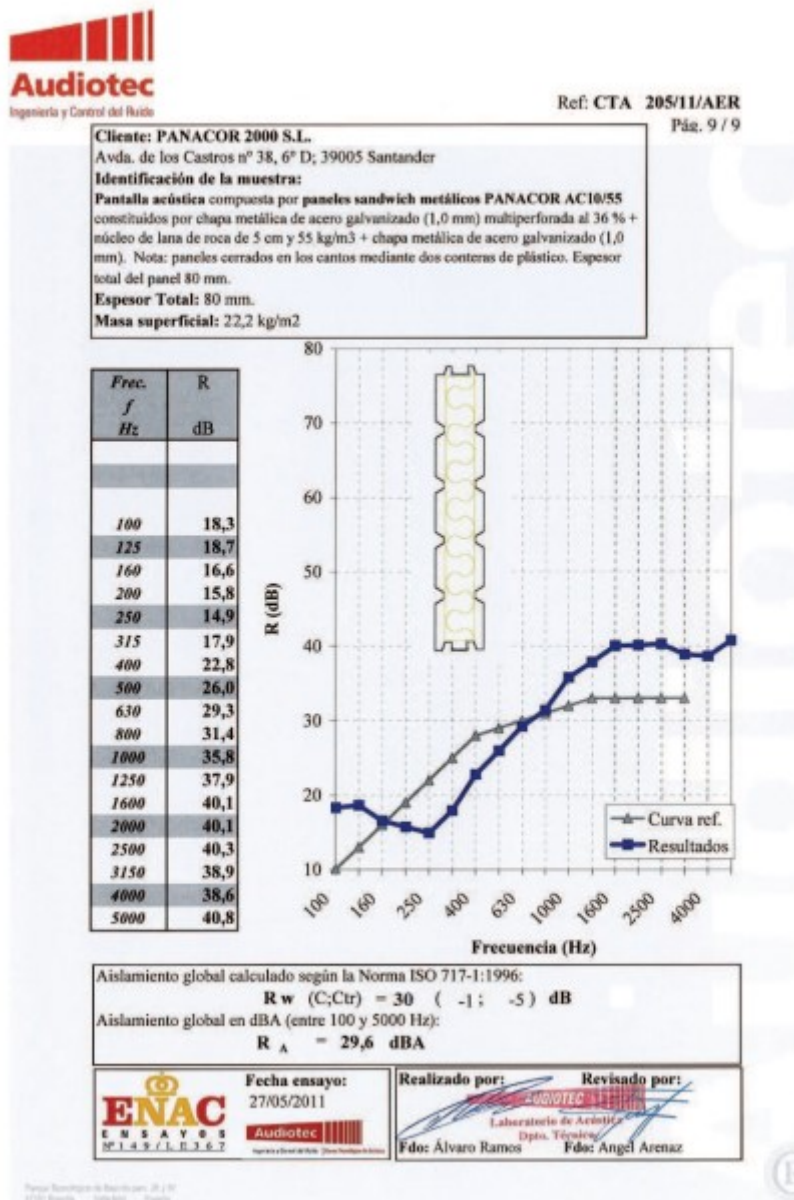 Audiotec
Ingeniería y Control del Ruido
Ref: CTA 205/11/AER
Pág. 9 / 9
Cliente: PANACOR 2000 S.L.
Avda. de los Castros nº 38, 6º D; 39005 Santander
Identificación de la muestra:
Pantalla acústica compuesta por paneles sandwich metálicos PANACOR AC10/55
constituidos por chapa metálica de acero galvanizado (1,0 mm) multiperforada al 36 % +
núcleo de lana de roca de 5 cm y 55 kg/m3 + chapa metálica de acero galvanizado (1,0
mm). Nota: paneles cerrados en los cantos mediante dos conteras de plástico. Espesor
total del panel 80 mm.
Espesor Total: 80 mm.
Masa superficial: 22,2 kg/m2
Frec. R
f
Hz dB
100 18,3
125 18,7
160 16,6
200 15,8
250 14,9
315 17,9
400 22,8
500 26,0
630 29,3
800 31,4
1000 35,8
1250 37,9
1600 40,1
2000 40,1
2500 40,3
3150 38,9
4000 38,6
5000 40,8
R (dB)
80
70
60
50
40
30
20
10
Curva ref.
Resultados
100 160 250 400 630 1000 1600 2500 4000
Frecuencia (Hz)
Aislamiento global calculado según la Norma ISO 717-1:1996:
R w (C;Ctr) = 30 ( -1 ; -5 ) dB
Aislamiento global en dBA (entre 100 y 5000 Hz):
R A = 29,6 dBA
ENAC
ENSAYOS
Nº149/LE367
Fecha ensayo:
27/05/2011
Audiotec
Realizado por: Revisado por:
AUDIOTEC
Laboratorio de Acústica
Dpto. Técnico
Fdo: Álvaro Ramos Fdo: Angel Arenaz